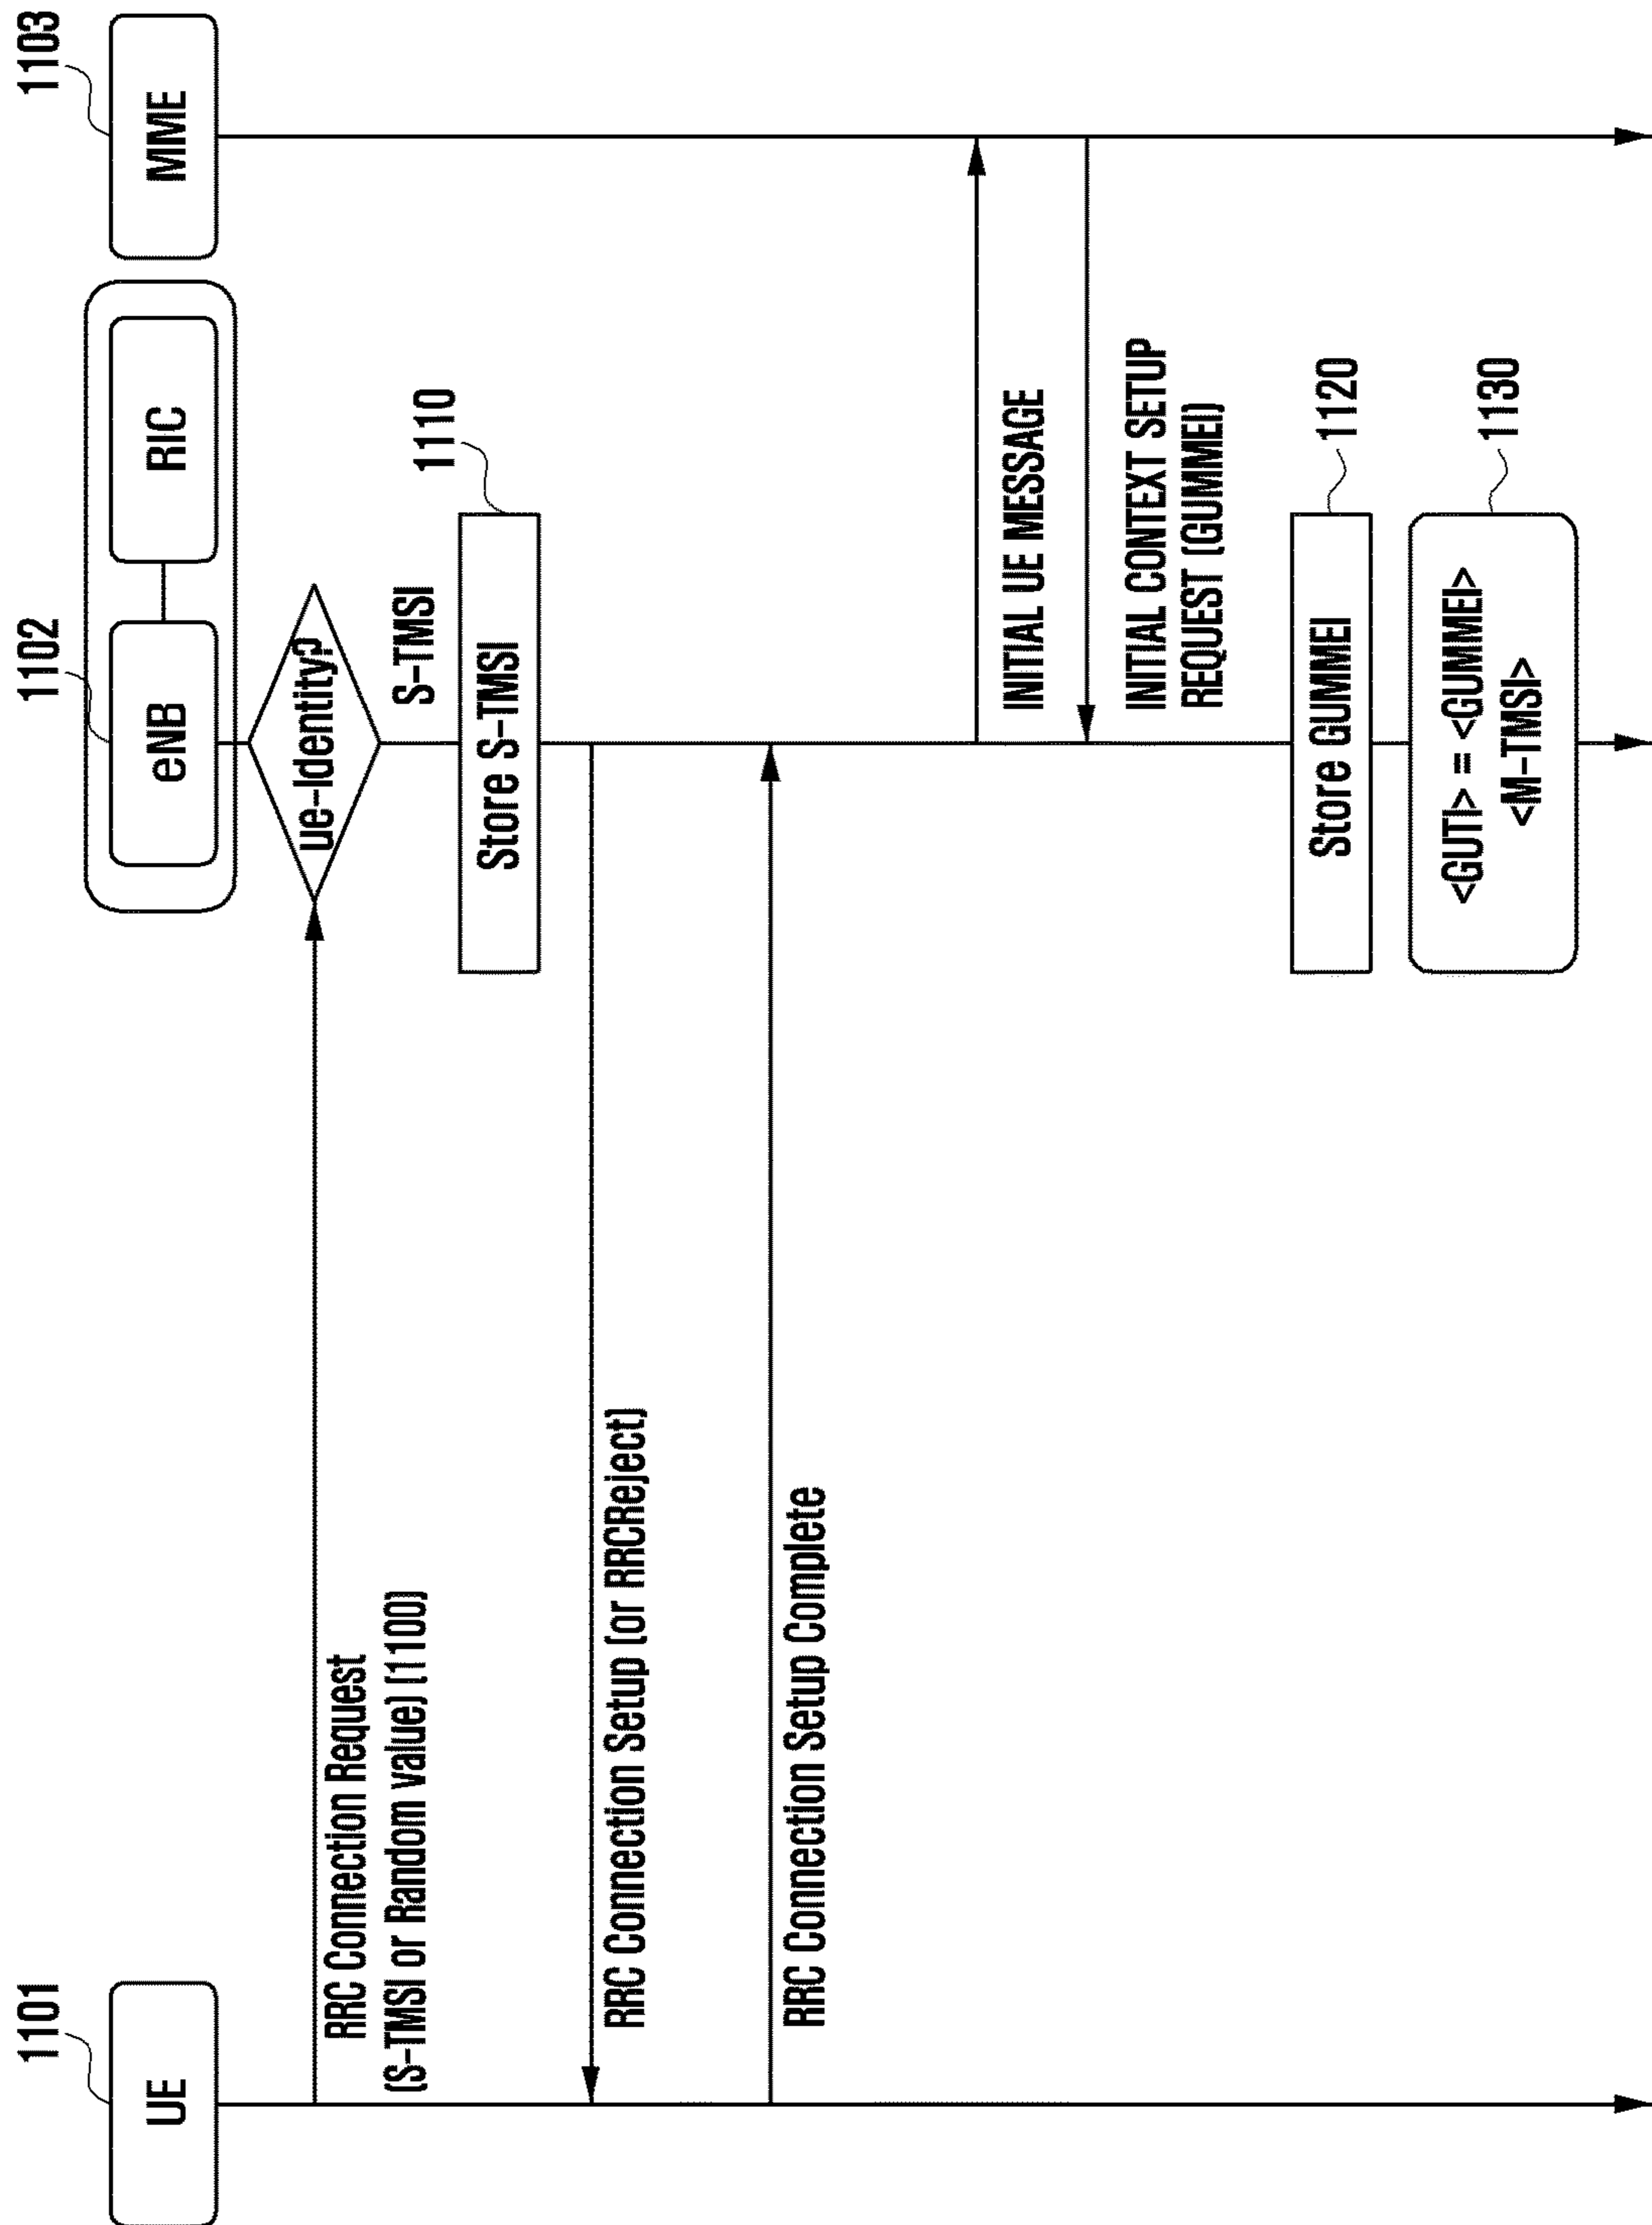 1101
1102
1103
UE
eNB
RIC
MME
ue-Identity?
RRC Connection Request
(S-TMSI or Random value) (1100)
S-TMSI
1110
Store S-TMSI
RRC Connection Setup (or RRCReject)
RRC Connection Setup Complete
INITIAL UE MESSAGE
INITIAL CONTEXT SETUP
REQUEST (GUMMEI)
Store GUMMEI
1120
<GUTI> = <GUMMEI>
<M-TMSI>
1130